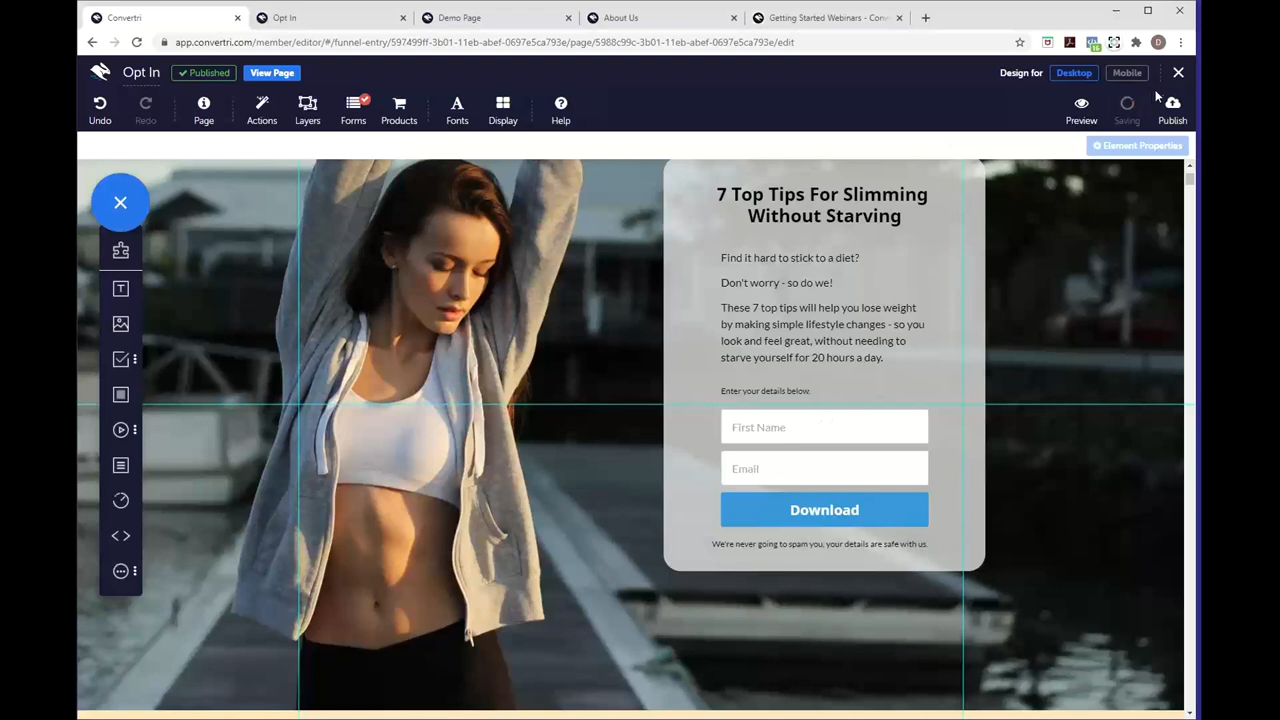 Convertri
Opt In
Demo Page
About Us
Getting Started Webinars - Conv
app.convertri.com/member/editor/#/funnel-entry/597499ff-3b01-11eb-abef-0697e5ca793e/page/5988c99c-3b01-11eb-abef-0697e5ca793e/edit
16
D
Opt In
Published
View Page
Design for
Desktop
Mobile
Undo
Redo
Page
Actions
Layers
Forms
Products
Fonts
Display
Help
Preview
Saving
Publish
Element Properties
7 Top Tips For Slimming
Without Starving
Find it hard to stick to a diet?
Don't worry - so do we!
These 7 top tips will help you lose weight
by making simple lifestyle changes - so you
look and feel great, without needing to
starve yourself for 20 hours a day.
Enter your details below.
First Name
Email
Download
We're never going to spam you; your details are safe with us.